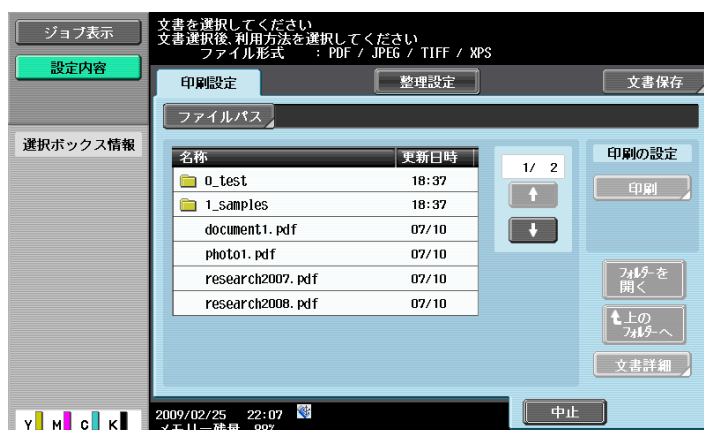 ジョブ表示
設定内容
文書を選択してください
文書選択後、利用方法を選択してください
ファイル形式 : PDF / JPEG / TIFF / XPS
印刷設定
整理設定
文書保存
ファイルパス
選択ボックス情報
名称 更新日時
0_test 18:37
1_samples 18:37
document1.pdf 07/10
photo1.pdf 07/10
research2007.pdf 07/10
research2008.pdf 07/10
1/ 2
印刷の設定
印刷
フォルダーを
開く
上の
フォルダーへ
文書詳細
2009/02/25 22:07
メモリー残量 99%
中止
Y M C K